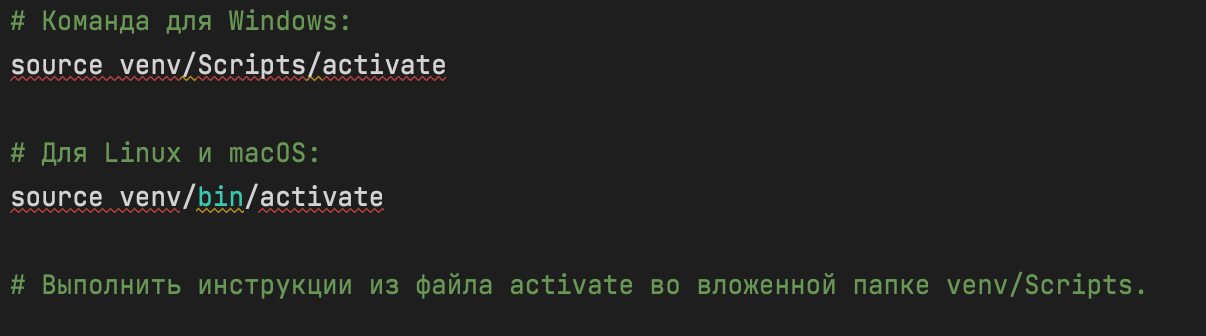 # Команда для Windows:
source venv/Scripts/activate
# Для Linux и macOS:
source venv/bin/activate
# Выполнить инструкции из файла activate во вложенной папке venv/Scripts.